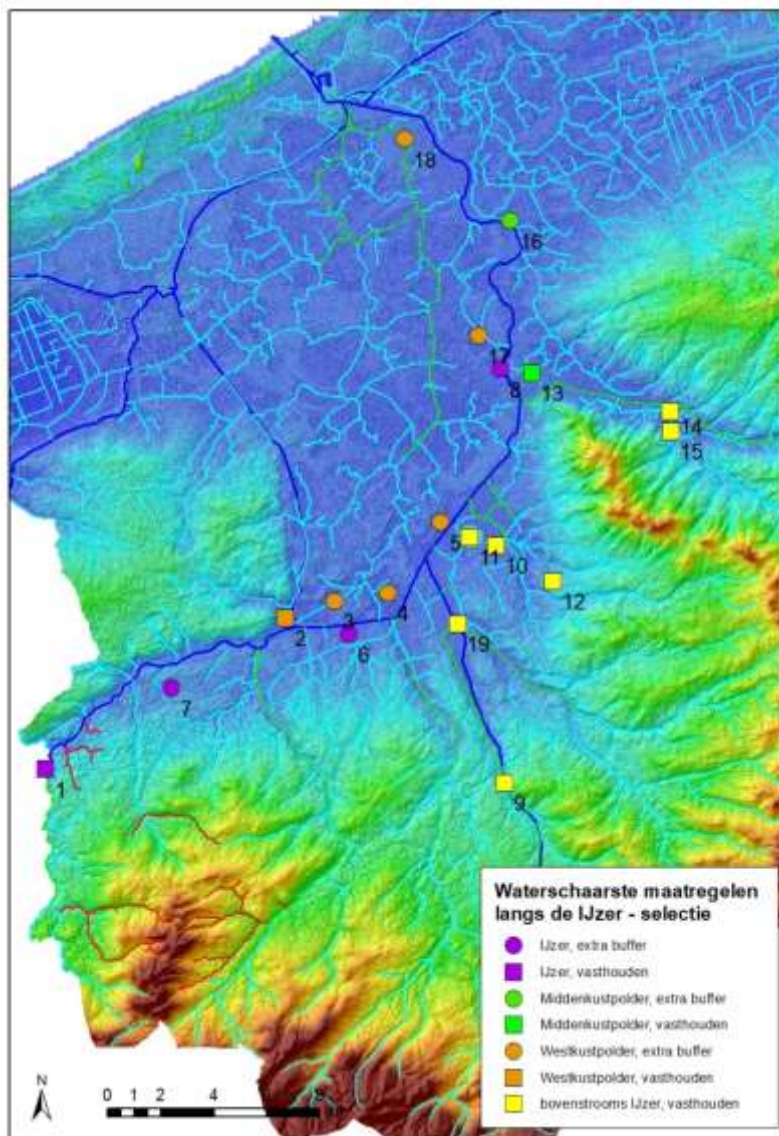 18
16
17
8
13
14
15
5
11
10
12
4
3
2
6
19
7
1
9
Waterschaarste maatregelen
langs de IJzer - selectie
IJzer, extra buffer
IJzer, vasthouden
Middenkustpolder, extra buffer
Middenkustpolder, vasthouden
Westkustpolder, extra buffer
Westkustpolder, vasthouden
bovenstrooms IJzer, vasthouden
N
0 1 2 4 6 8